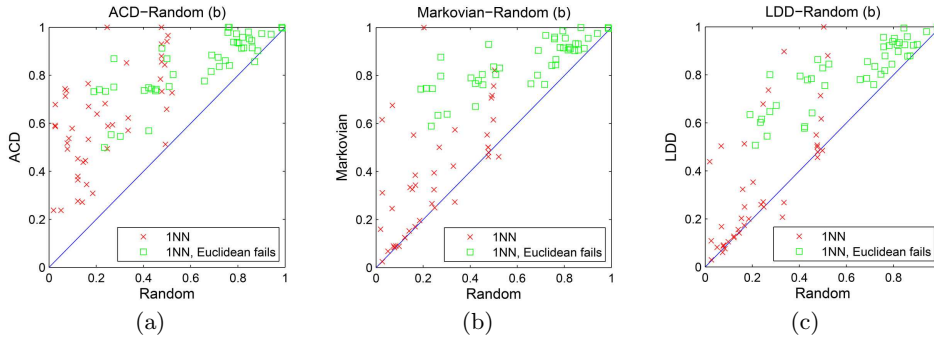 ACD−Random (b)
1
0.8
0.6
0.4
0.2
0
ACD
0 0.2 0.4 0.6 0.8 1
Random
1NN
1NN, Euclidean fails
(a)
Markovian−Random (b)
1
0.8
0.6
0.4
0.2
0
Markovian
0 0.2 0.4 0.6 0.8 1
Random
1NN
1NN, Euclidean fails
(b)
LDD−Random (b)
1
0.8
0.6
0.4
0.2
0
LDD
0 0.2 0.4 0.6 0.8
Random
1NN
1NN, Euclidean fails
(c)